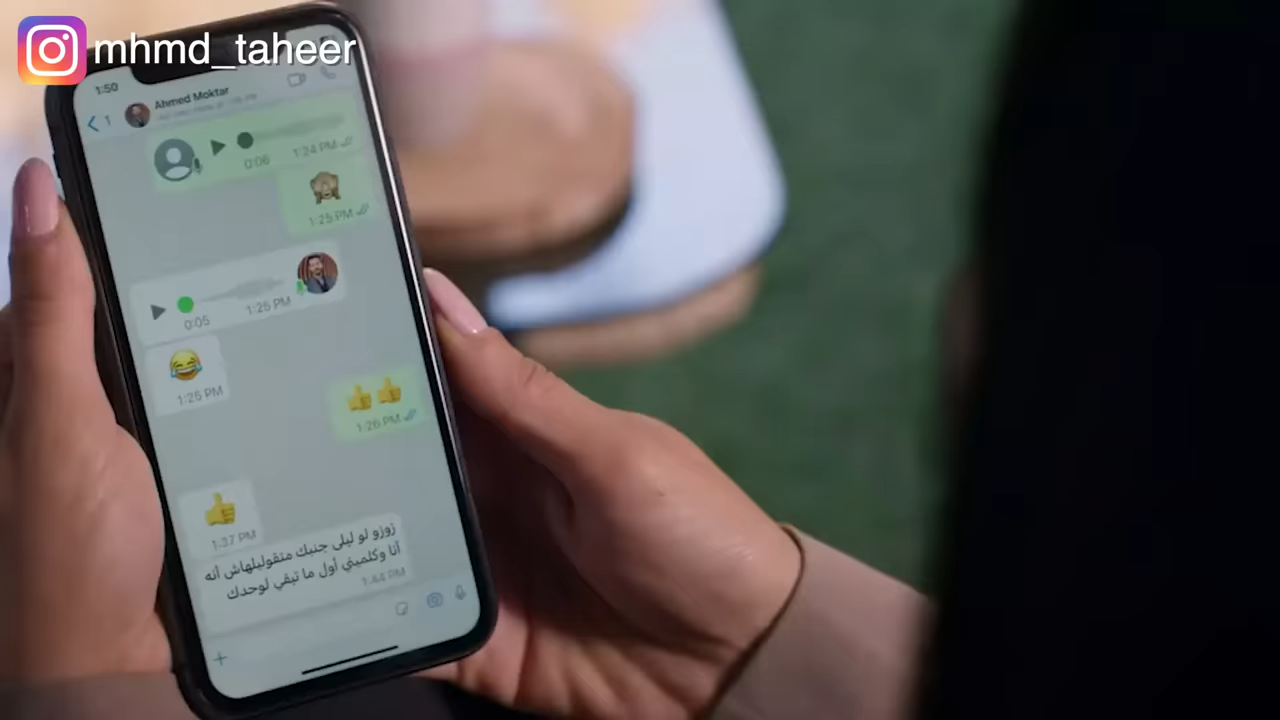 mhmd_taheer
1:50
1
Ahmed Moktar
0:06
1:24 PM
1:25 PM
0:05
1:25 PM
1:25 PM
1:26 PM
1:37 PM
زوزو لو ليلى جنبك متقوليلهاش أنه
أنا وكلميني أول ما تبقي لوحدك
1:44 PM